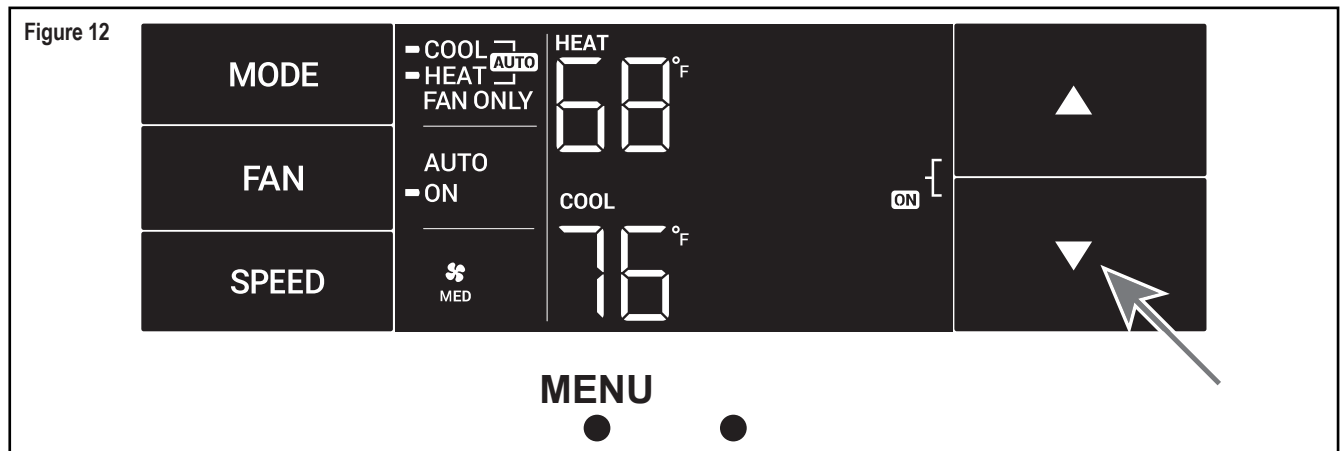 Figure 12
MODE
FAN
SPEED
COOL
HEAT
AUTO
FAN ONLY
AUTO
ON
MED
HEAT
68°F
COOL
76°F
ON
MENU